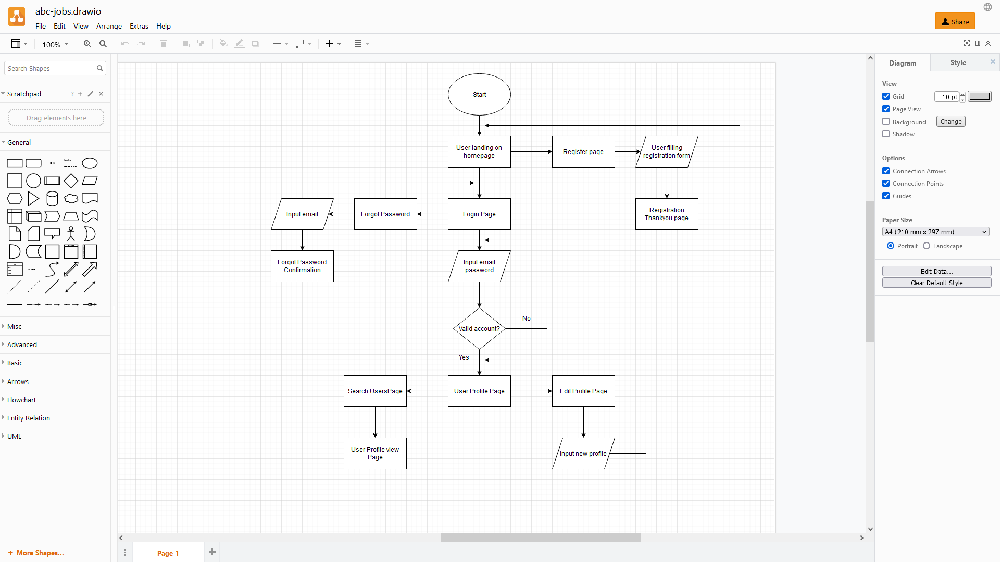 abc-jobs.drawio
File Edit View Arrange Extras Help
Share
100%
Search Shapes
Scratchpad ?
Drag elements here
General
Text
Heading
List Item
Misc
Advanced
Basic
Arrows
Flowchart
Entity Relation
UML
+ More Shapes...
Start
User landing on
homepage
Register page
User filling
registration form
Input email
Forgot Password
Login Page
Registration
Thankyou page
Forgot Password
Confirmation
Input email
password
No
Valid account?
Yes
Search UsersPage
User Profile Page
Edit Profile Page
User Profile view
Page
Input new profile
Page-1
Diagram Style
View
Grid 10 pt
Page View
Background Change
Shadow
Options
Connection Arrows
Connection Points
Guides
Paper Size
A4 (210 mm x 297 mm)
Portrait Landscape
Edit Data...
Clear Default Style